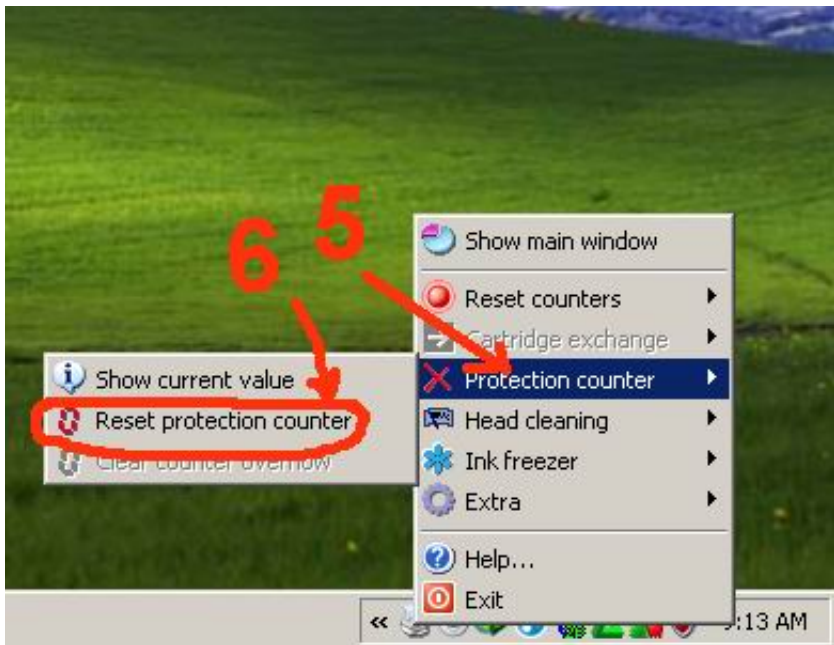 6 5
Show main window
Reset counters
Cartridge exchange
Protection counter
Head cleaning
Ink freezer
Extra
Help...
Exit
Show current value
Reset protection counter
Clear counter overflow
«
:13 AM